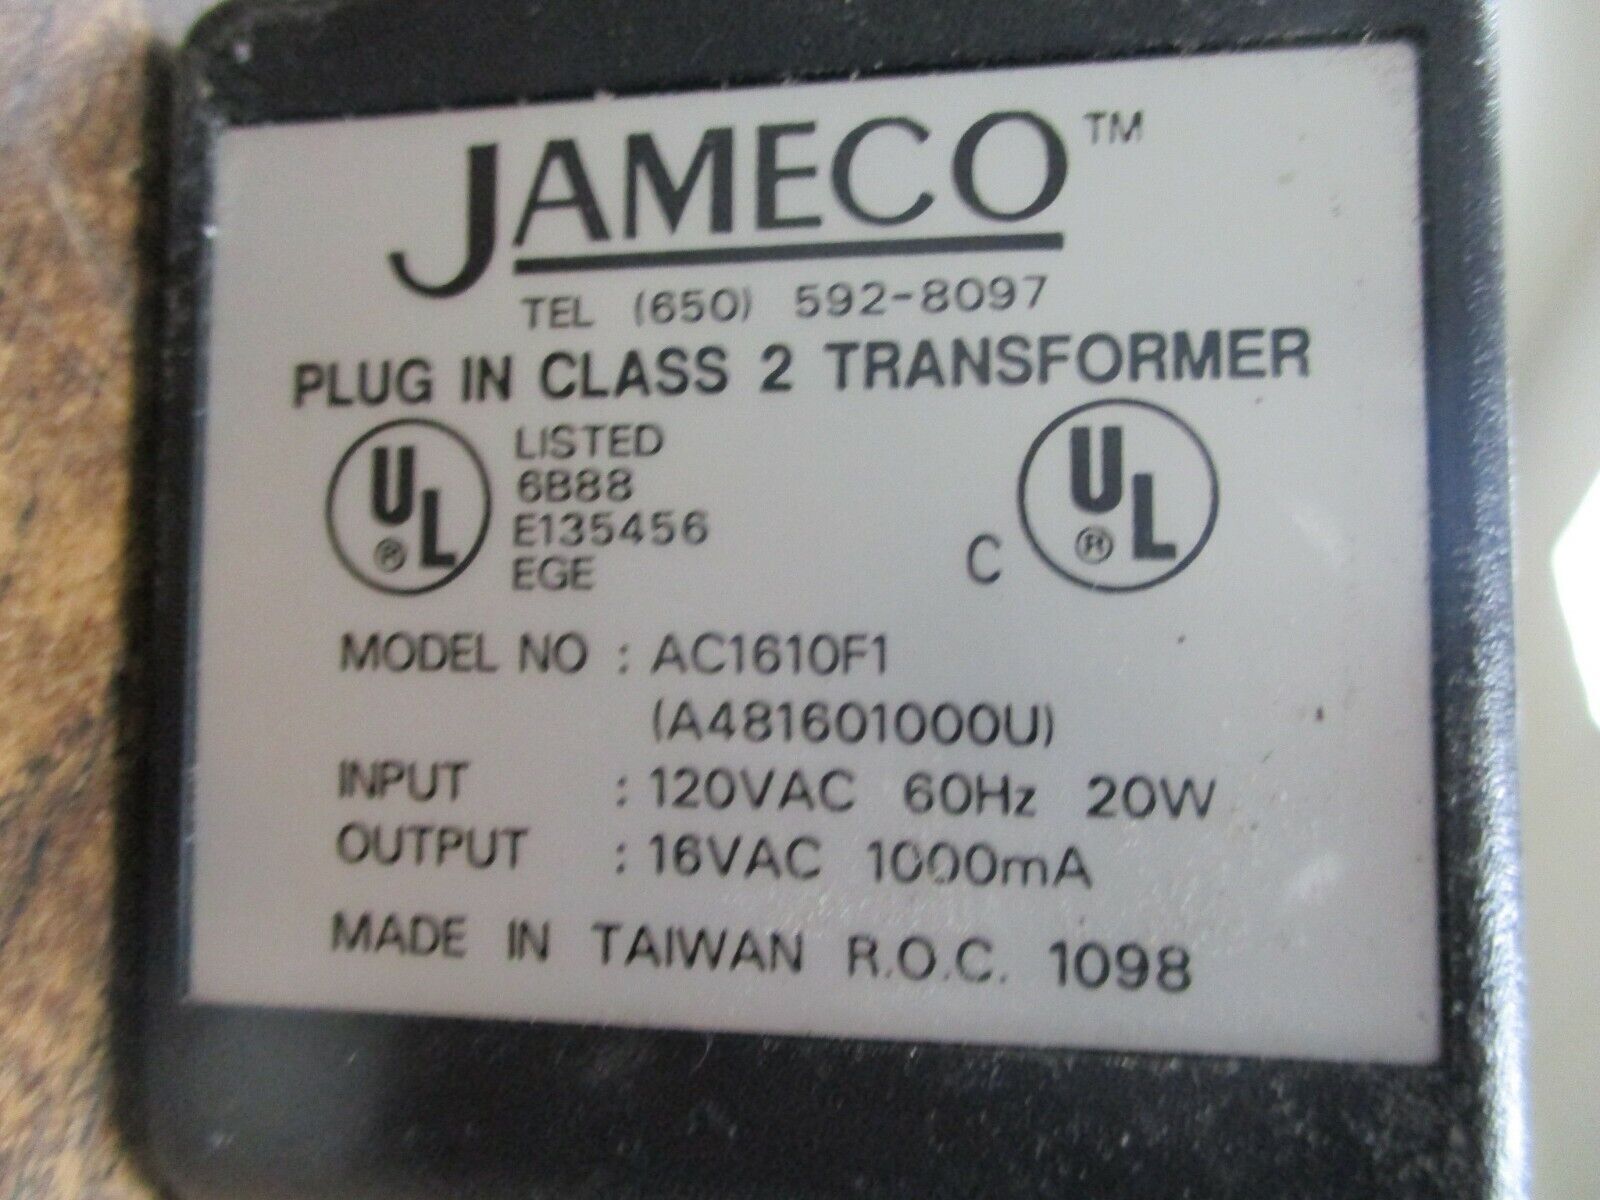 JAMECO™
TEL (650) 592-8097
PLUG IN CLASS 2 TRANSFORMER
UL® LISTED
6B88
E135456
EGE
C UL®
MODEL NO : AC1610F1
(A481601000U)
INPUT : 120VAC 60Hz 20W
OUTPUT : 16VAC 1000mA
MADE IN TAIWAN R.O.C. 1098